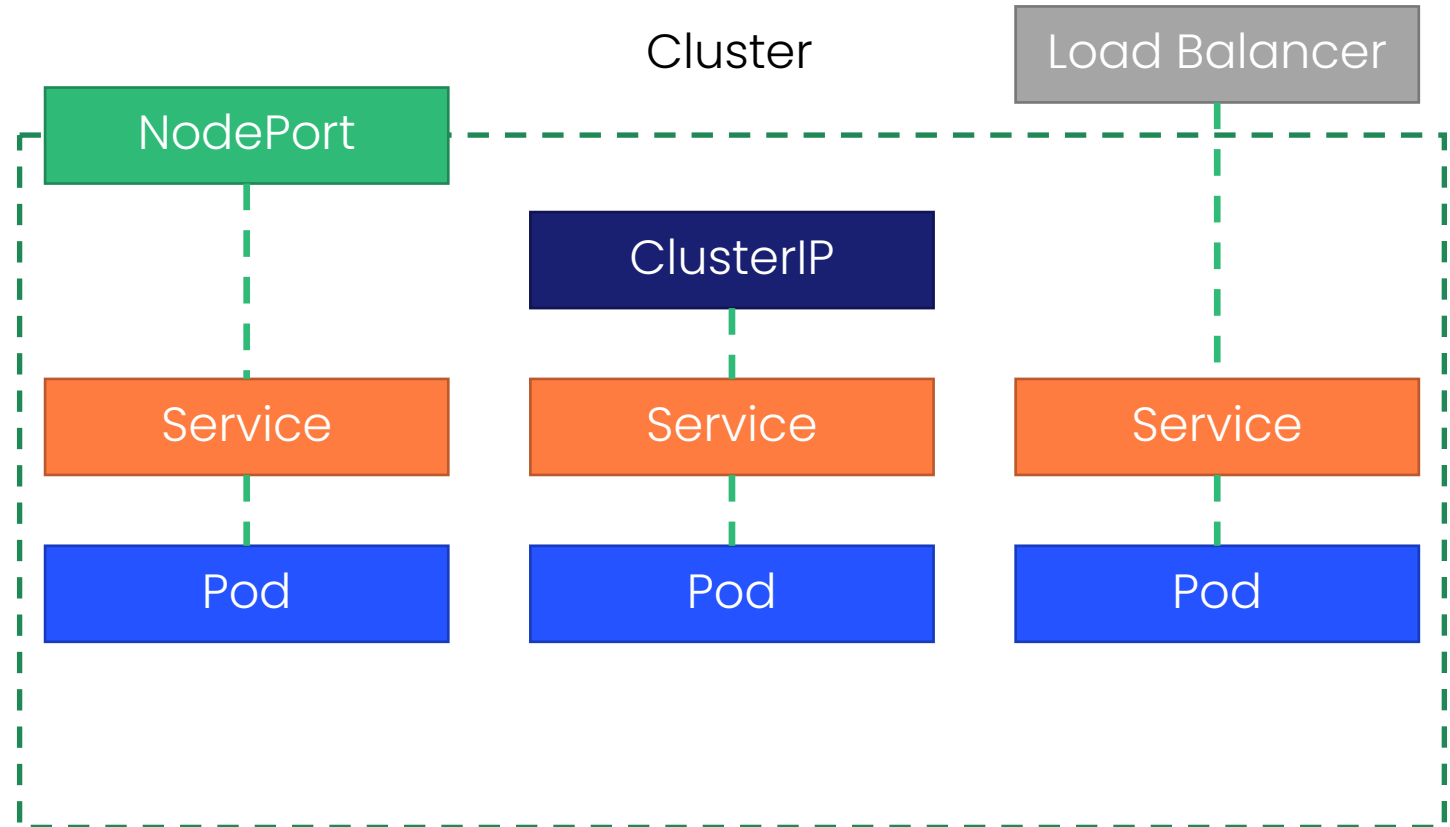 Cluster
Load Balancer
NodePort
ClusterIP
Service
Service
Service
Pod
Pod
Pod